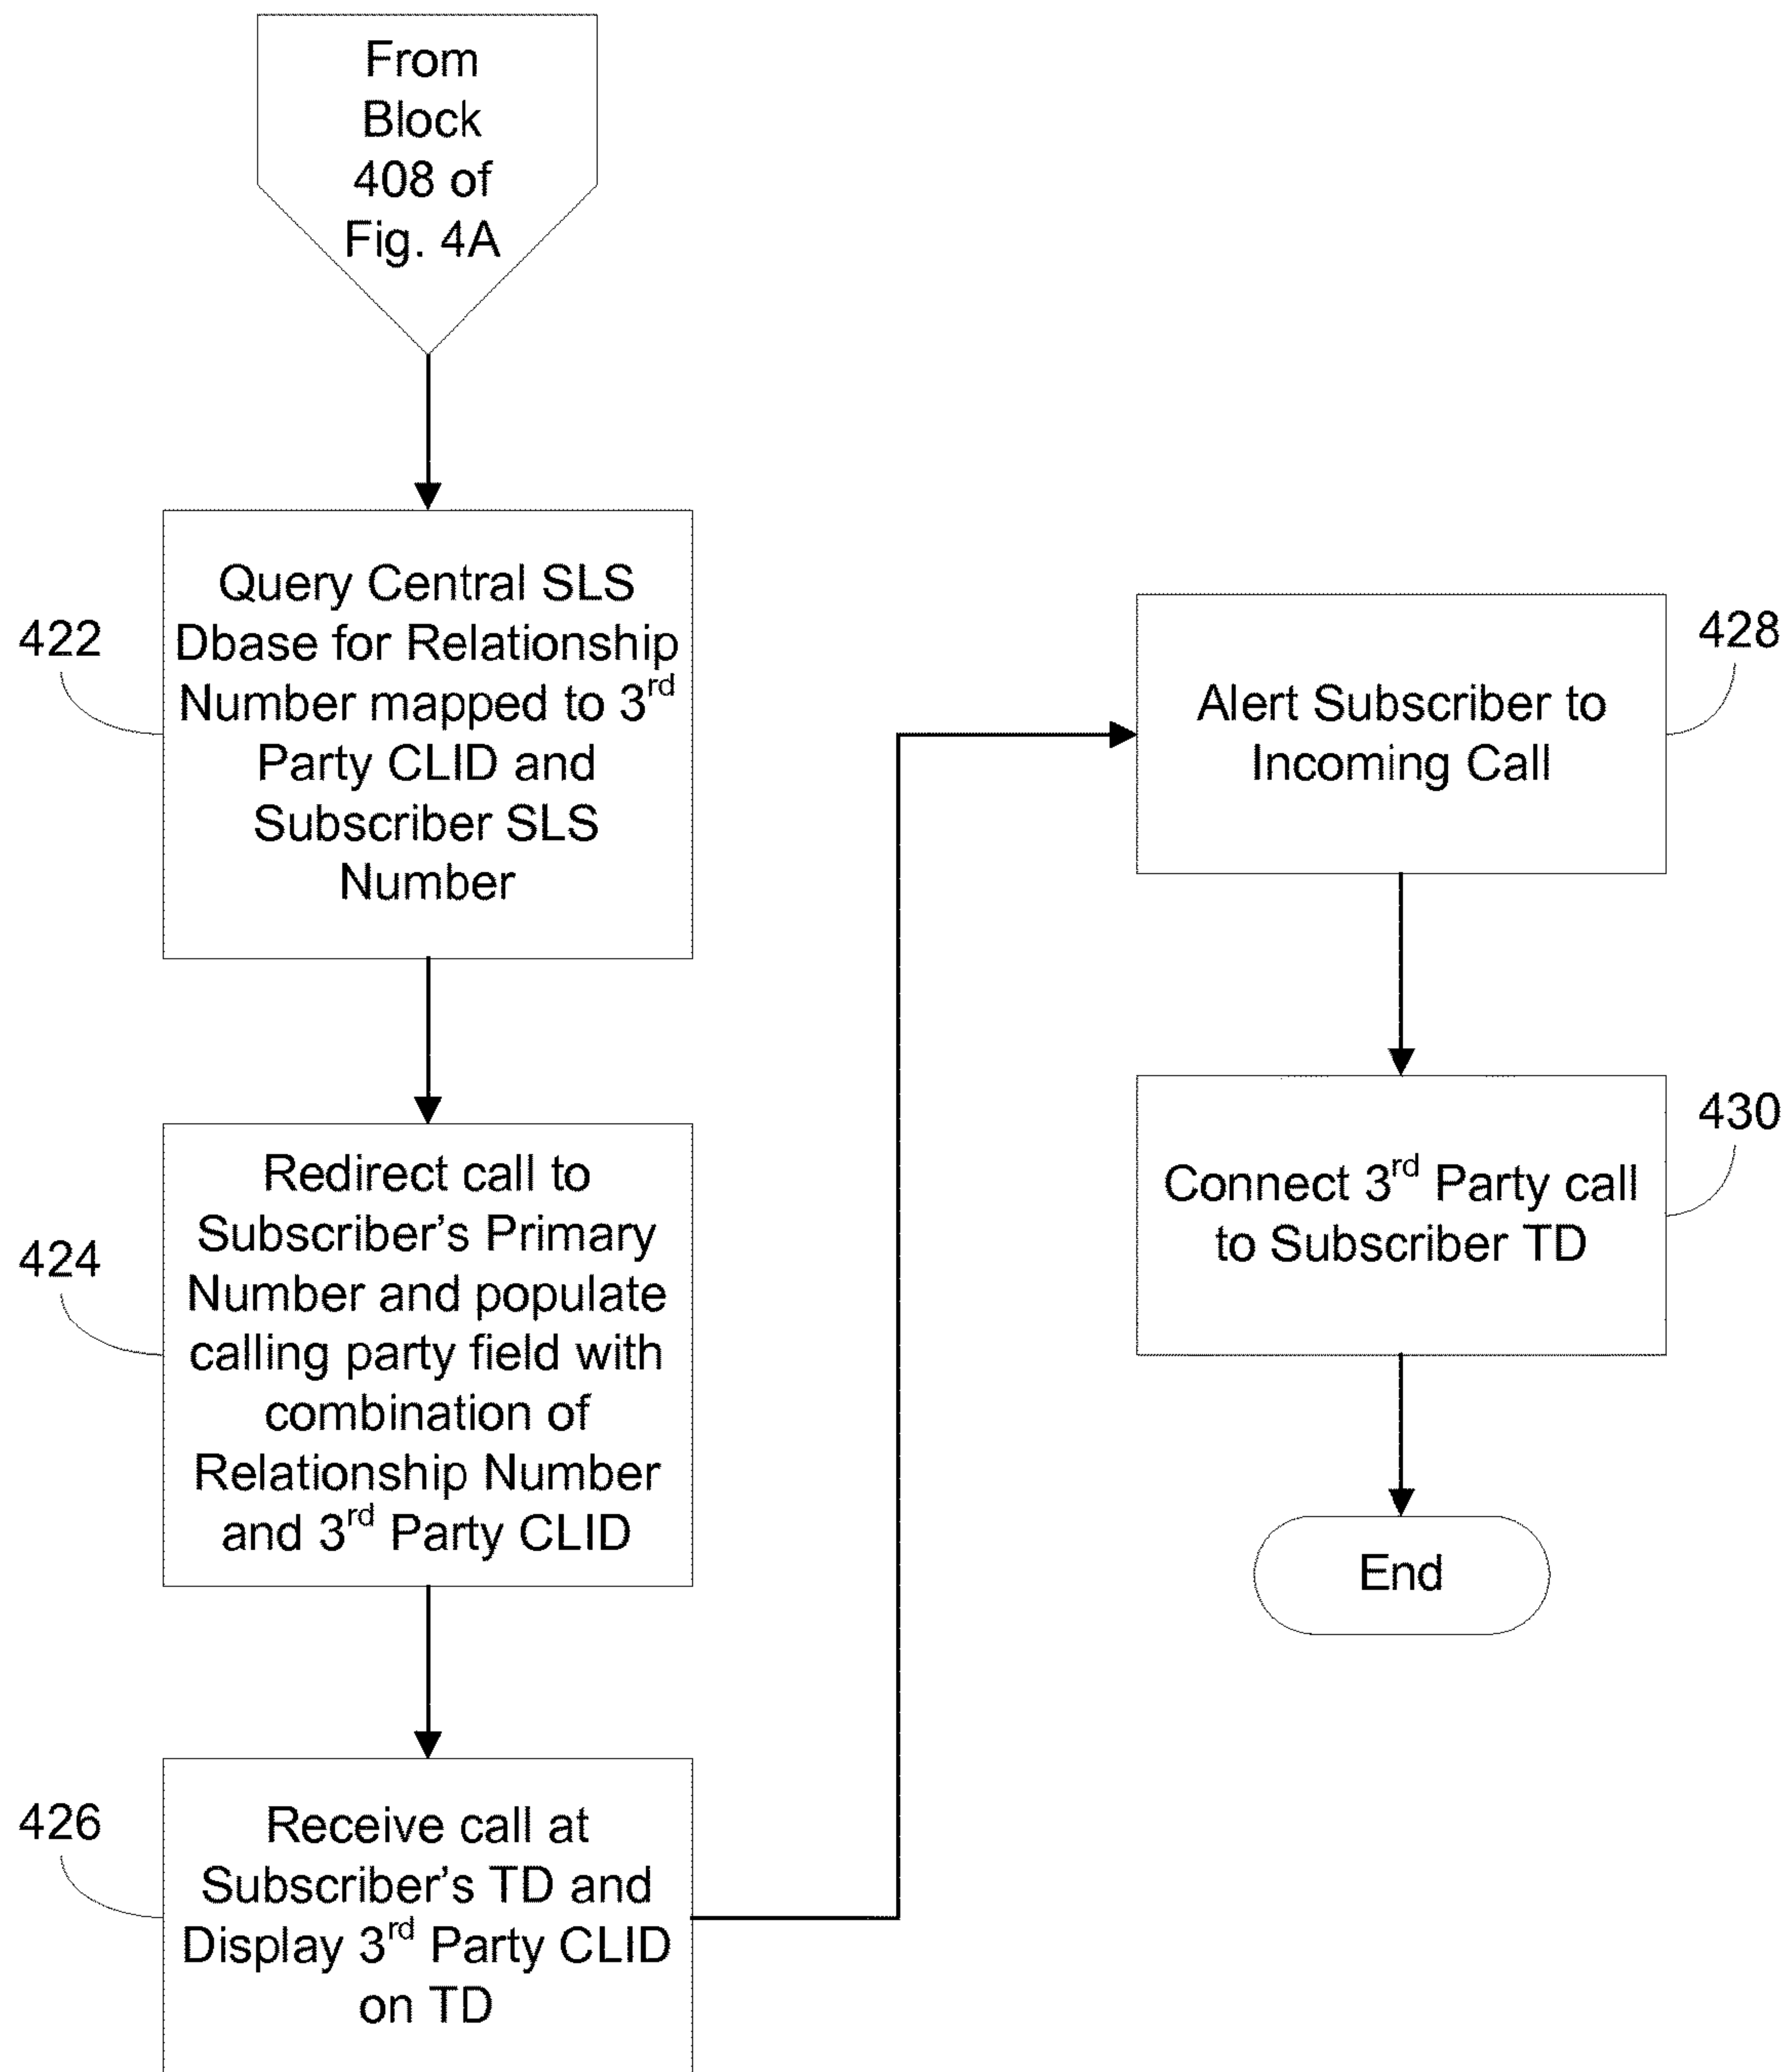 From
Block
408 of
Fig. 4A
422
Query Central SLS
Dbase for Relationship
Number mapped to 3rd
Party CLID and
Subscriber SLS
Number
424
Redirect call to
Subscriber's Primary
Number and populate
calling party field with
combination of
Relationship Number
and 3rd Party CLID
426
Receive call at
Subscriber's TD and
Display 3rd Party CLID
on TD
428
Alert Subscriber to
Incoming Call
430
Connect 3rd Party call
to Subscriber TD
End